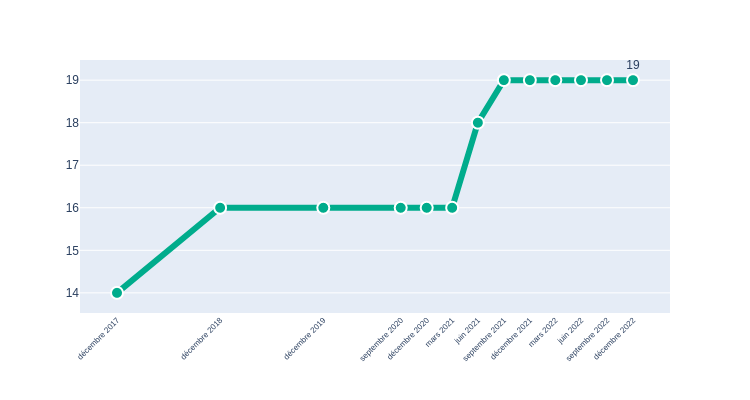 19
19
18
17
16
15
14
décembre 2017
décembre 2018
décembre 2019
septembre 2020
décembre 2020
mars 2021
juin 2021
septembre 2021
décembre 2021
mars 2022
juin 2022
septembre 2022
décembre 2022